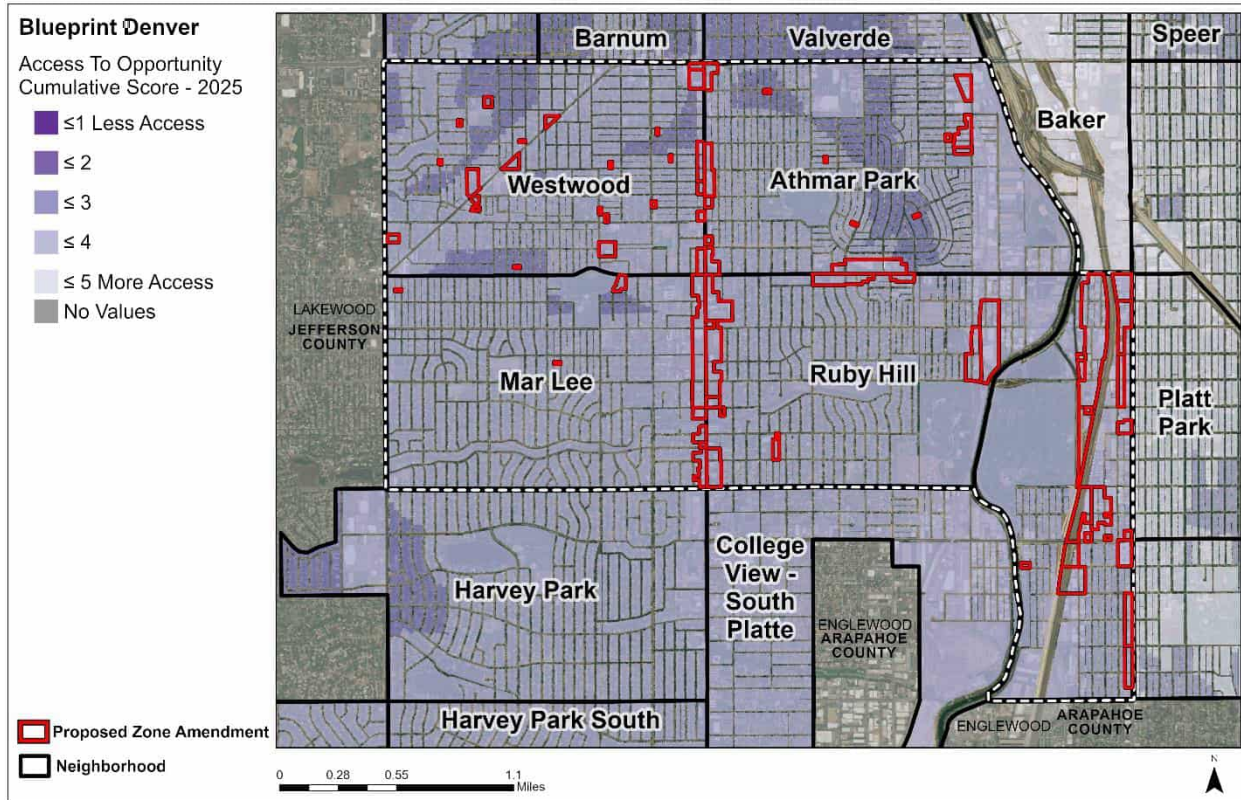 Blueprint Denver
Access To Opportunity
Cumulative Score - 2025
≤1 Less Access
≤ 2
≤ 3
≤ 4
≤ 5 More Access
No Values
Proposed Zone Amendment
Neighborhood
Barnum
Valverde
Speer
Baker
Westwood
Athmar Park
LAKEWOOD
JEFFERSON
COUNTY
Mar Lee
Ruby Hill
Platt
Park
Harvey Park
College
View -
South
Platte
ENGLEWOOD
ARAPAHOE
COUNTY
Harvey Park South
ENGLEWOOD
ARAPAHOE
COUNTY
0 0.28 0.55 1.1
Miles
N